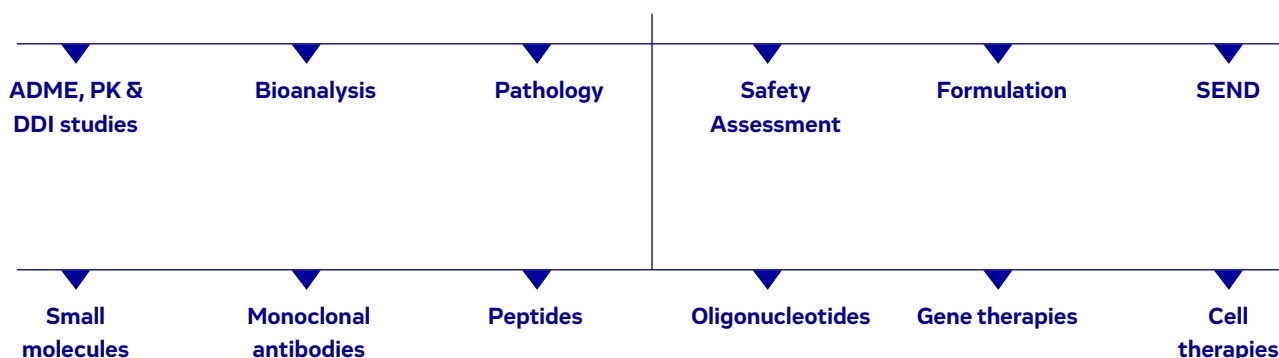 ADME, PK &
DDI studies
Bioanalysis
Pathology
Safety
Assessment
Formulation
SEND
Small
molecules
Monoclonal
antibodies
Peptides
Oligonucleotides
Gene therapies
Cell
therapies